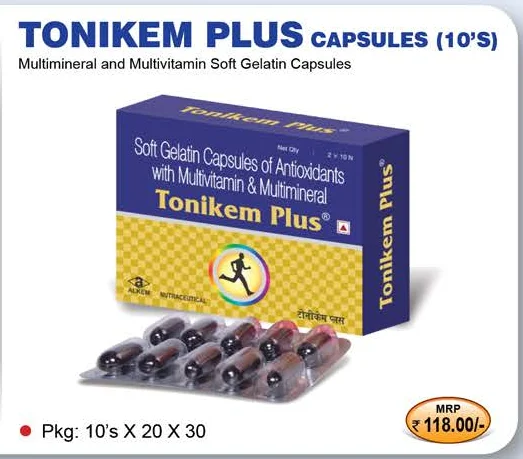 TONIKEM PLUS CAPSULES (10'S)
Multimineral and Multivitamin Soft Gelatin Capsules
Tonikem Plus®
Net Qty : 2 x 10 N
Soft Gelatin Capsules of Antioxidants
with Multivitamin & Multimineral
Tonikem Plus®
Tonikem Plus®
ALKEM
NUTRACEUTICAL
टोनीकेम प्लस
Pkg: 10's X 20 X 30
MRP
₹ 118.00/-